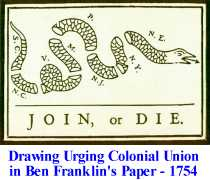 S.C.
N.C.
V.
M.
P.
N.J.
N.Y.
N.E.
JOIN, or DIE.
Drawing Urging Colonial Union
in Ben Franklin's Paper - 1754